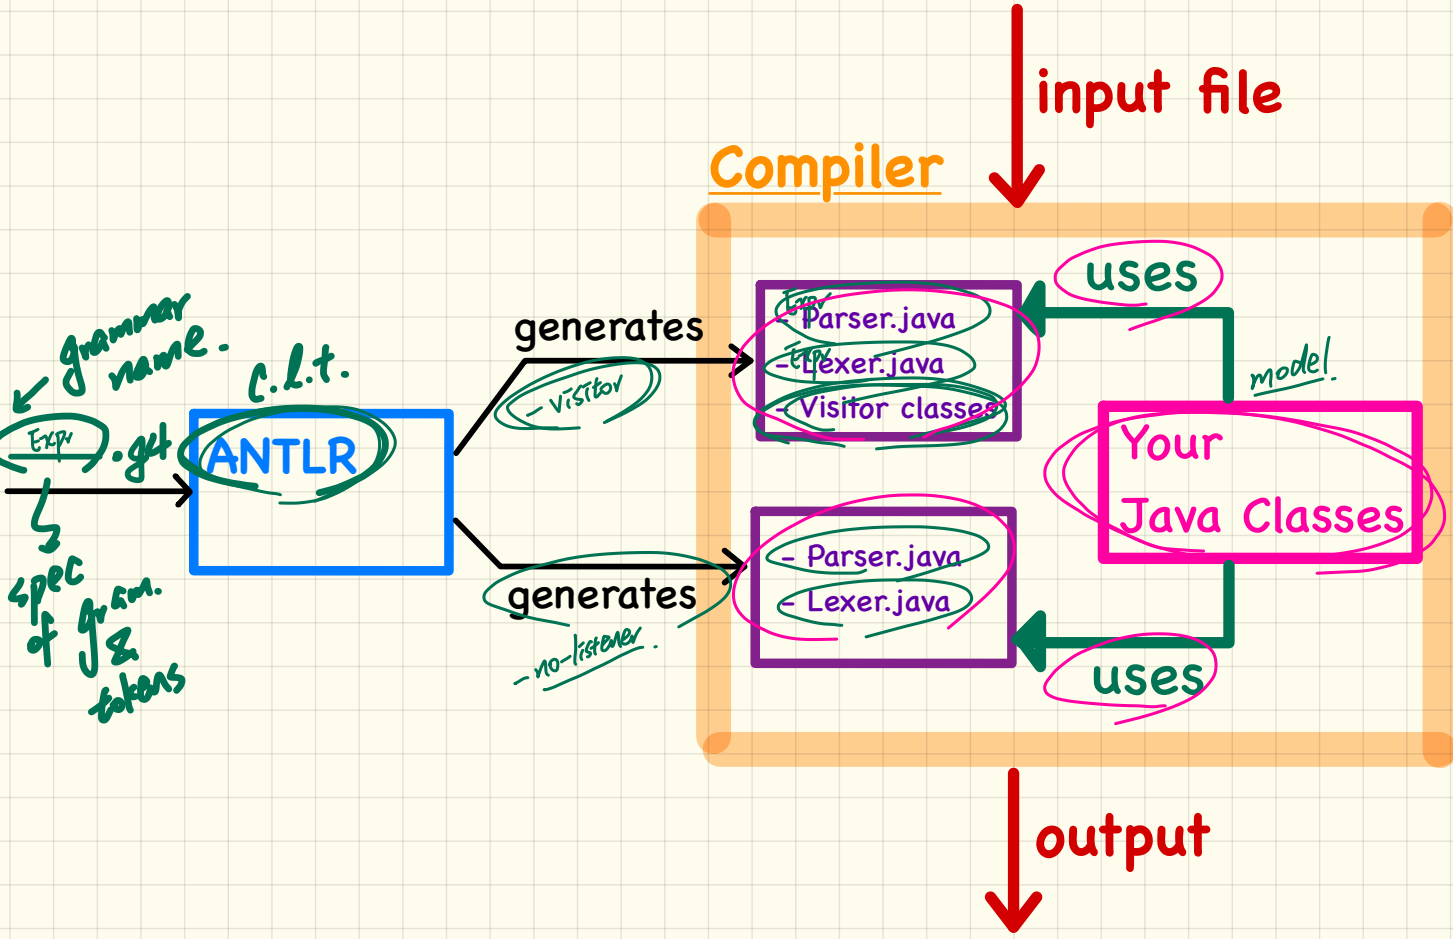 input file
Compiler
uses
Expr
- Parser.java
Expr
- Lexer.java
- Visitor classes
generates
- visitor
grammar
name.
c.l.t.
Expr .get
ANTLR
model.
Your
Java Classes
- Parser.java
- Lexer.java
generates
- no-listener.
spec
of gram.
&
tokens
uses
output